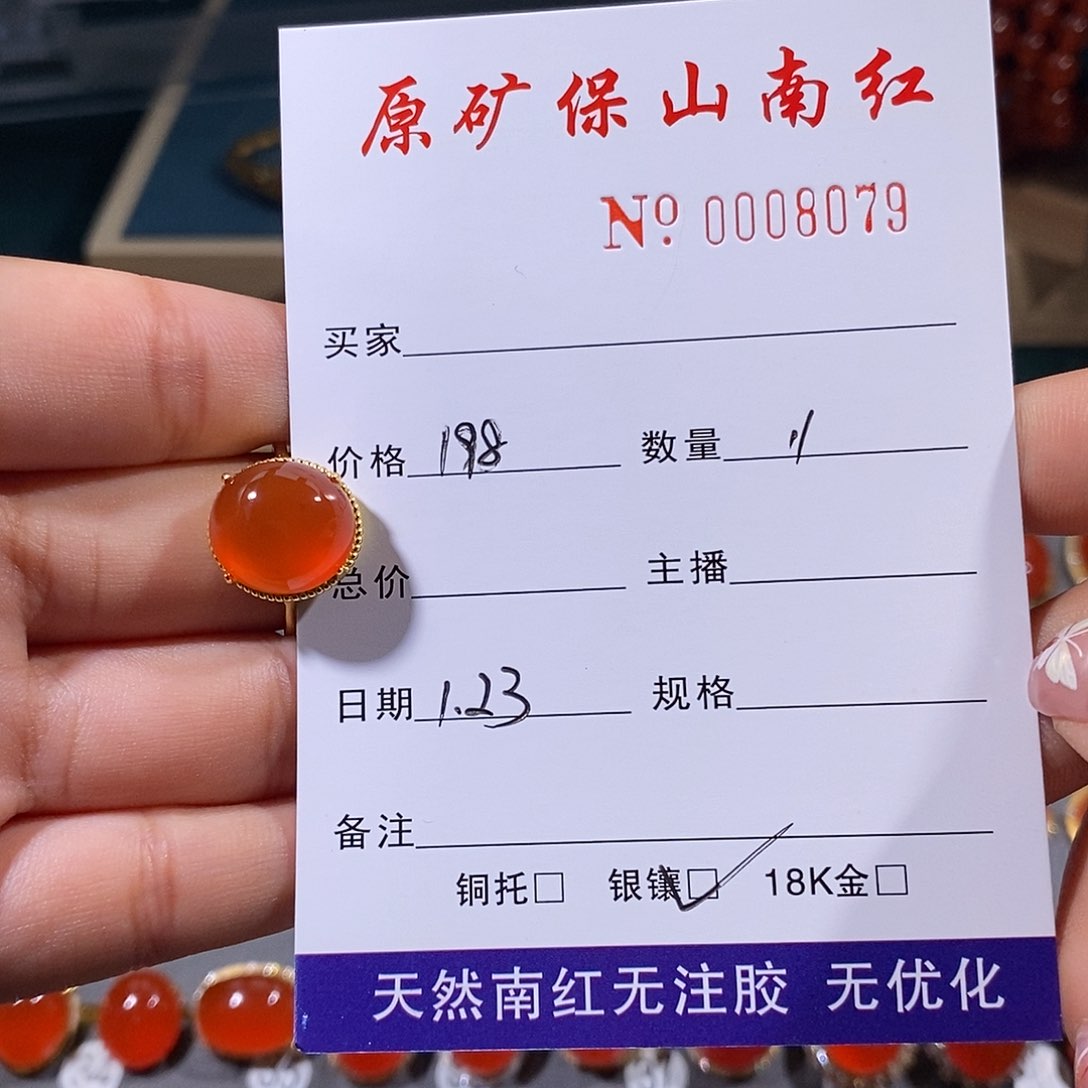 原矿保山南红
Nº 0008079
买家
价格 198 数量 1
总价 主播
日期 1.23 规格
备注
铜托□ 银镶☑ 18K金□
天然南红无注胶 无优化